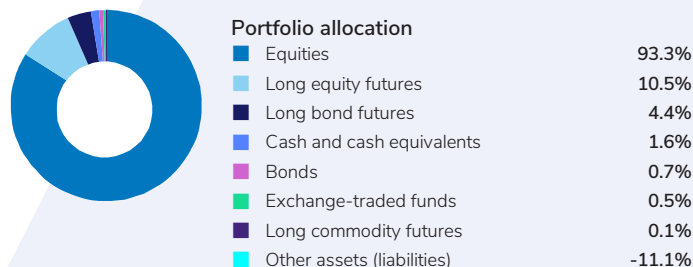 Portfolio allocation
Equities 93.3%
Long equity futures 10.5%
Long bond futures 4.4%
Cash and cash equivalents 1.6%
Bonds 0.7%
Exchange-traded funds 0.5%
Long commodity futures 0.1%
Other assets (liabilities) -11.1%